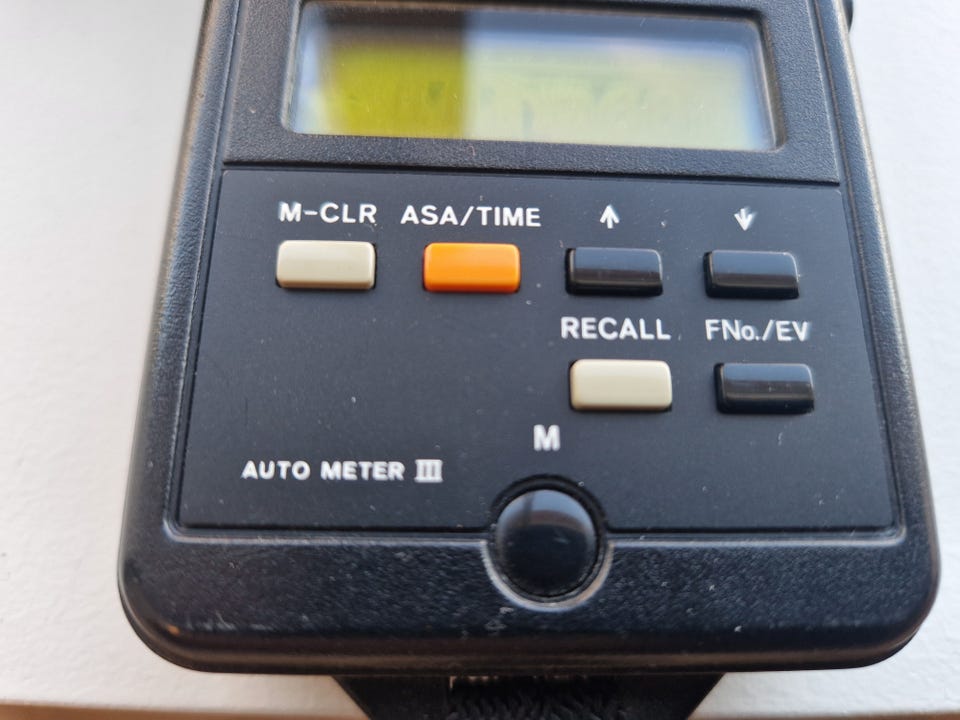 M-CLR ASA/TIME ↑ ↓
RECALL FNo./EV
M
AUTO METER III